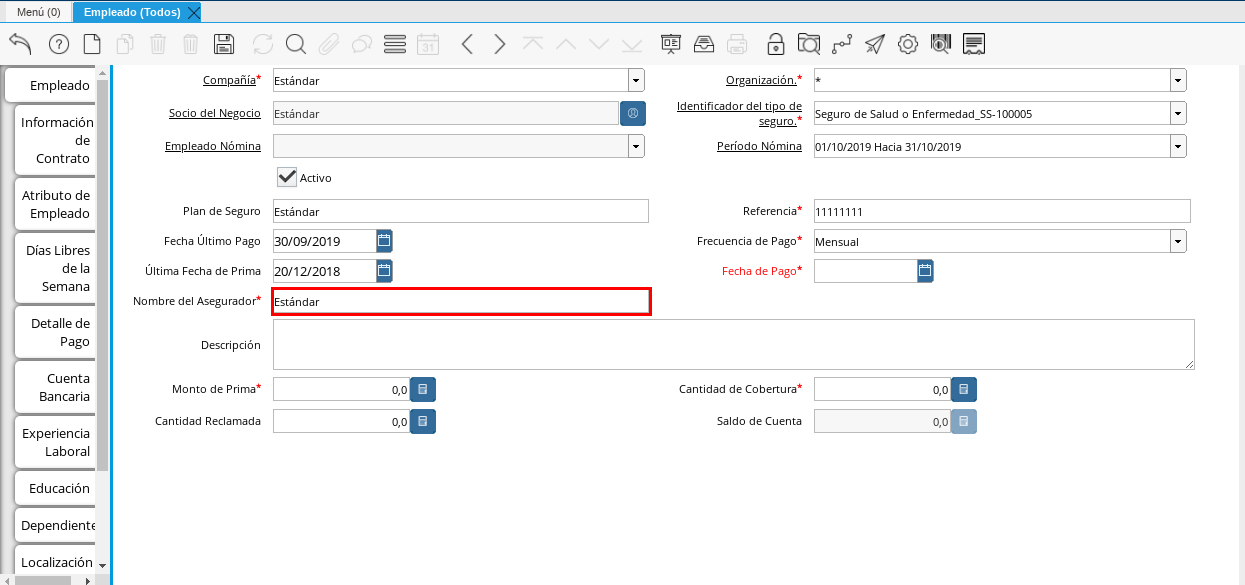 Menú (0)
Empleado (Todos)
31
Empleado
Información
de
Contrato
Atributo de
Empleado
Días Libres
de la
Semana
Detalle de
Pago
Cuenta
Bancaria
Experiencia
Laboral
Educación
Dependiente
Localización
Compañía* Estándar
Organización.* *
Socio del Negocio Estándar
Identificador del tipo de
seguro.* Seguro de Salud o Enfermedad_SS-100005
Empleado Nómina
Período Nómina 01/10/2019 Hacia 31/10/2019
Activo
Plan de Seguro Estándar
Referencia* 11111111
Fecha Último Pago 30/09/2019
Frecuencia de Pago* Mensual
Última Fecha de Prima 20/12/2018
Fecha de Pago*
Nombre del Asegurador* Estándar
Descripción
Monto de Prima* 0,0
Cantidad de Cobertura* 0,0
Cantidad Reclamada 0,0
Saldo de Cuenta 0,0